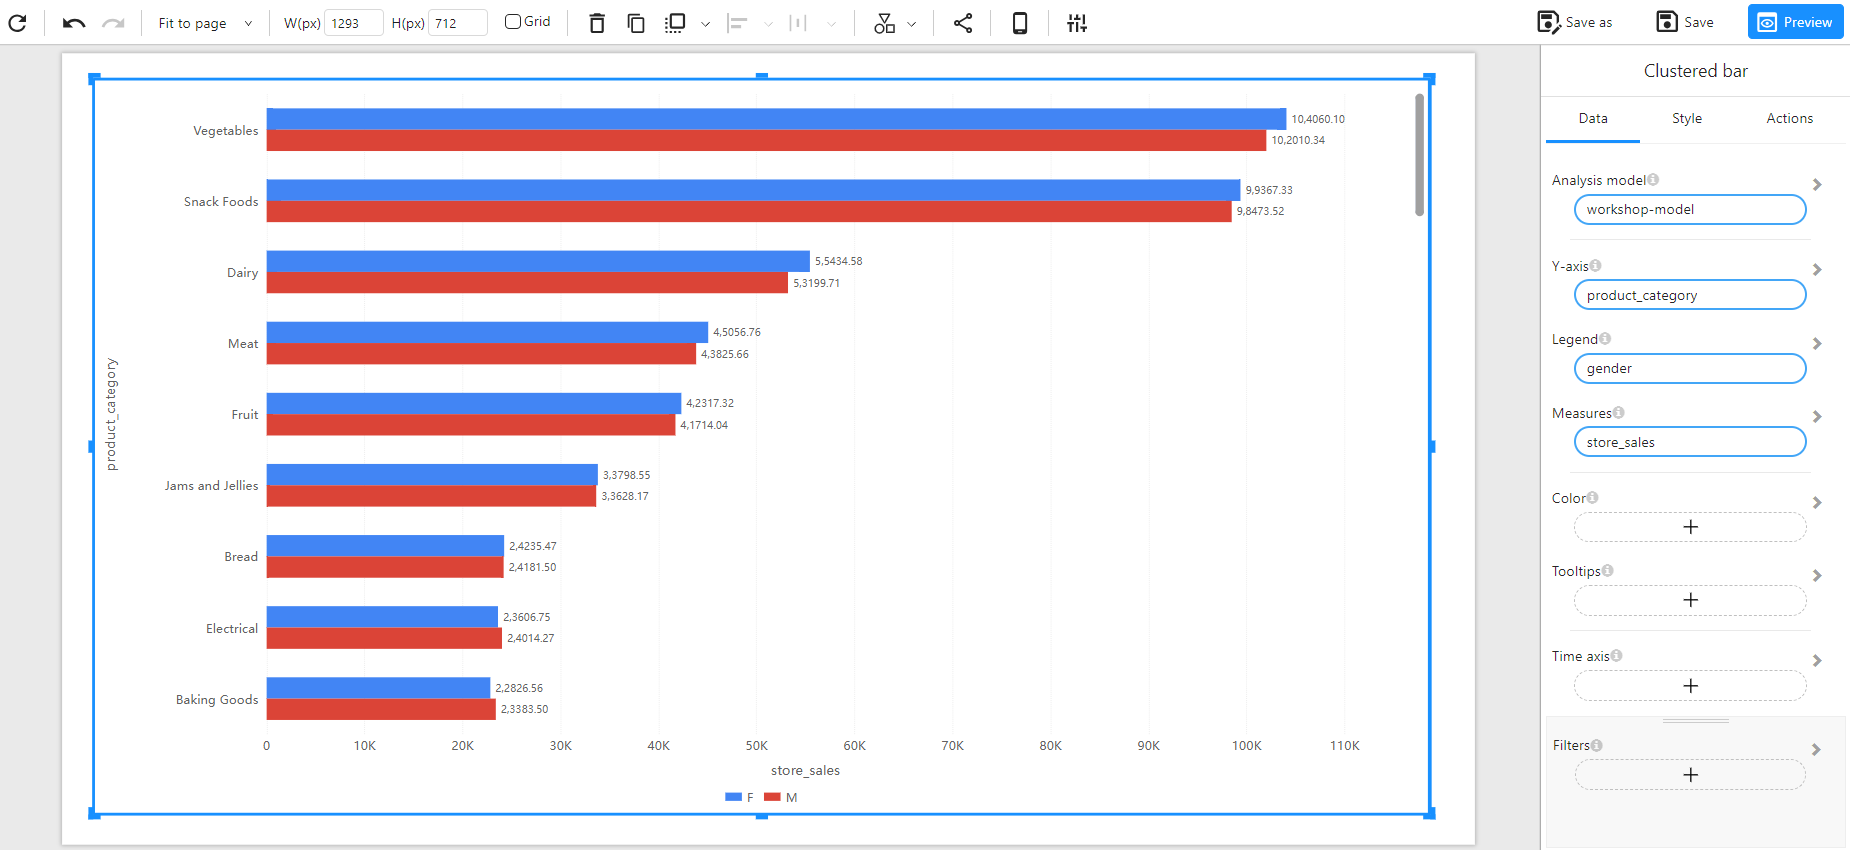 Fit to page W(px) 1293 H(px) 712 Grid Save as Save Preview
Vegetables
10,4060.10
10,2010.34
Snack Foods
9,9367.33
9,8473.52
Dairy
5,5434.58
5,3199.71
Meat
4,5056.76
4,3825.66
Fruit
4,2317.32
4,1714.04
Jams and Jellies
3,3798.55
3,3628.17
Bread
2,4235.47
2,4181.50
Electrical
2,3606.75
2,4014.27
Baking Goods
2,2826.56
2,3383.50
product_category
0 10K 20K 30K 40K 50K 60K 70K 80K 90K 100K 110K
store_sales
F M
Clustered bar
Data Style Actions
Analysis model
workshop-model
Y-axis
product_category
Legend
gender
Measures
store_sales
Color
Tooltips
Time axis
Filters